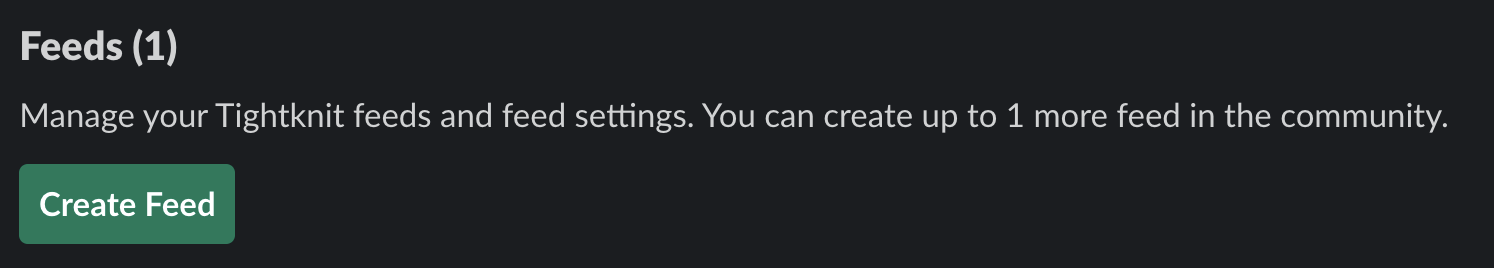 Feeds (1)
Manage your Tightknit feeds and feed settings. You can create up to 1 more feed in the community.
Create Feed